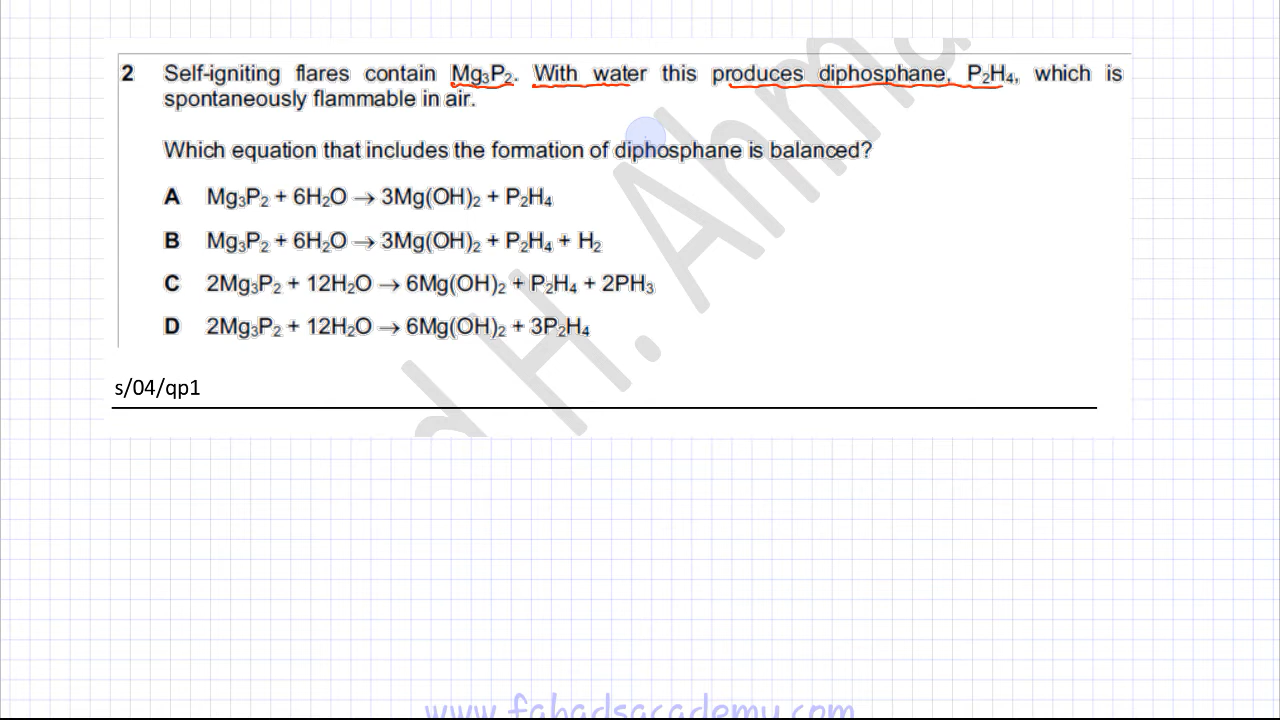 2 Self-igniting flares contain Mg₃P₂. With water this produces diphosphane, P₂H₄, which is
spontaneously flammable in air.
Which equation that includes the formation of diphosphane is balanced?
A Mg₃P₂ + 6H₂O → 3Mg(OH)₂ + P₂H₄
B Mg₃P₂ + 6H₂O → 3Mg(OH)₂ + P₂H₄ + H₂
C 2Mg₃P₂ + 12H₂O → 6Mg(OH)₂ + P₂H₄ + 2PH₃
D 2Mg₃P₂ + 12H₂O → 6Mg(OH)₂ + 3P₂H₄
s/04/qp1
www.fahadsacademy.com